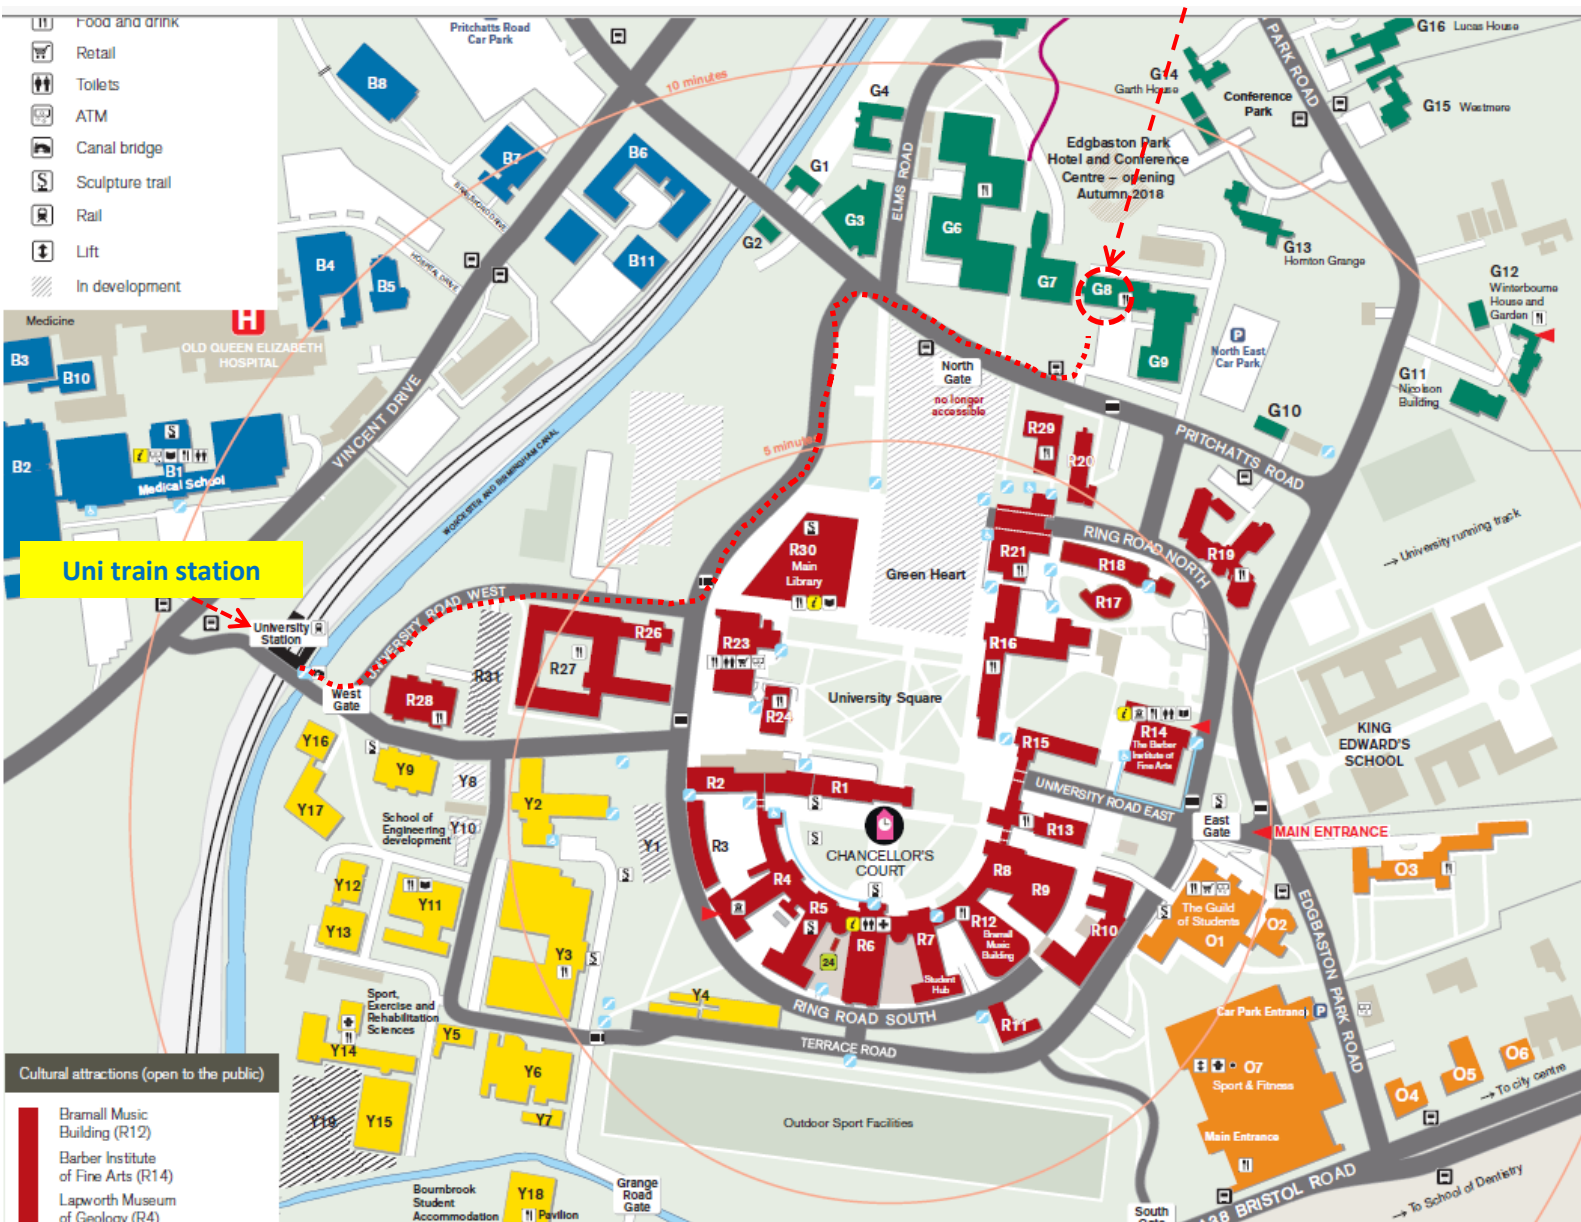 Food and drink
Retail
Toilets
ATM
Canal bridge
Sculpture trail
Rail
Lift
In development
Pritchatts Road
Car Park
10 minutes
B8
B7
B6
B11
B4
B5
Medicine
H
OLD QUEEN ELIZABETH
HOSPITAL
HOSPITAL DRIVE
B3
B10
B2
B1
Medical School
VINCENT DRIVE
WORCESTER AND BIRMINGHAM CANAL
Uni train station
University
Station
West
Gate
UNIVERSITY ROAD WEST
G16 Lucas House
G15 Westmere
G14
Garth House
Conference
Park
PARK ROAD
Edgbaston Park
Hotel and Conference
Centre – opening
Autumn 2018
G4
G1
G2
G3
ELMS ROAD
G6
G7
G8
G9
G13
Hornton Grange
G12
Winterbourne
House and
Garden
G11
Nicolson
Building
G10
P
North East
Car Park
North
Gate
no longer
accessible
PRITCHATTS ROAD
5 minute
R29
R20
R30
Main
Library
Green Heart
R21
RING ROAD NORTH
R18
R17
R19
→ University running track
R31
R27
R26
R28
R23
R24
University Square
R16
R15
R14
The Barber
Institute of
Fine Arts
UNIVERSITY ROAD EAST
East
Gate
MAIN ENTRANCE
KING
EDWARD'S
SCHOOL
R2
R1
R3
R4
R5
R6
R7
R8
R9
R10
R11
R12
Bramall
Music
Building
R13
CHANCELLOR'S
COURT
Student
Hub
24
RING ROAD SOUTH
TERRACE ROAD
Y16
Y17
Y9
Y8
Y2
Y1
School of
Engineering
development
Y10
Y12
Y11
Y13
Y3
Y4
Sport,
Exercise and
Rehabilitation
Sciences
Y14
Y5
Y6
Y7
Y19
Y15
Y18
Pavilion
Bournbrook
Student
Accommodation
Grange
Road
Gate
Outdoor Sport Facilities
South
The Guild
of Students
O1
O2
O3
EDGBASTON PARK ROAD
Car Park Entrance
P
O7
Sport & Fitness
Main Entrance
O4
O5
O6
→ To city centre
→ To School of Dentistry
A38 BRISTOL ROAD
Cultural attractions (open to the public)
Bramall Music
Building (R12)
Barber Institute
of Fine Arts (R14)
Lapworth Museum
of Geology (R4)